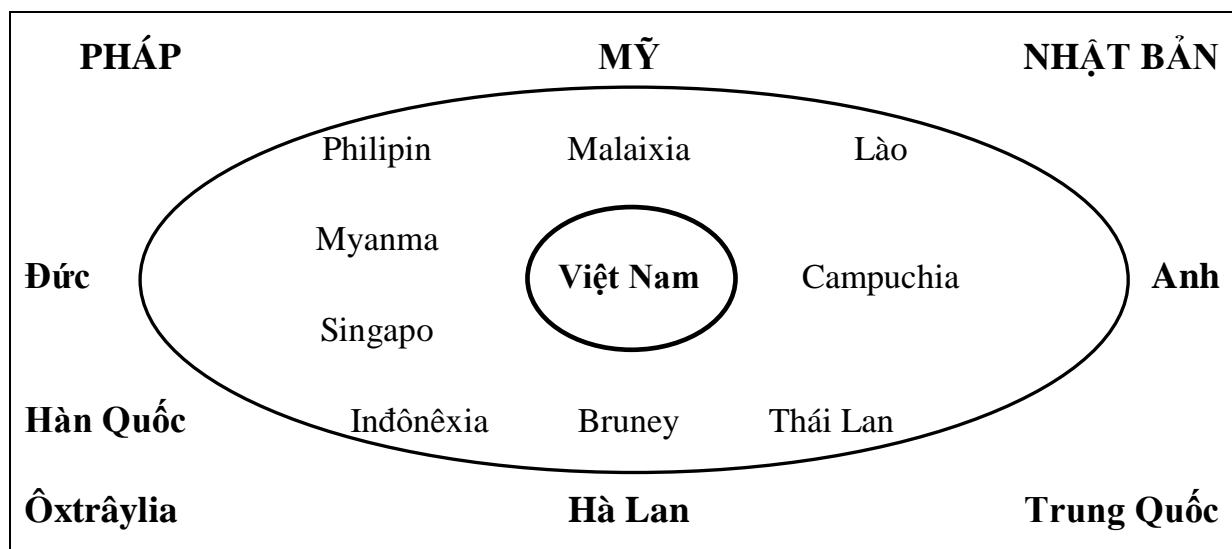 PHÁP MỸ NHẬT BẢN
Philipin Malaixia Lào
Myanma
Đức Việt Nam Campuchia Anh
Singapo
Hàn Quốc Inđônêxia Bruney Thái Lan
Ôxtrâylia Hà Lan Trung Quốc